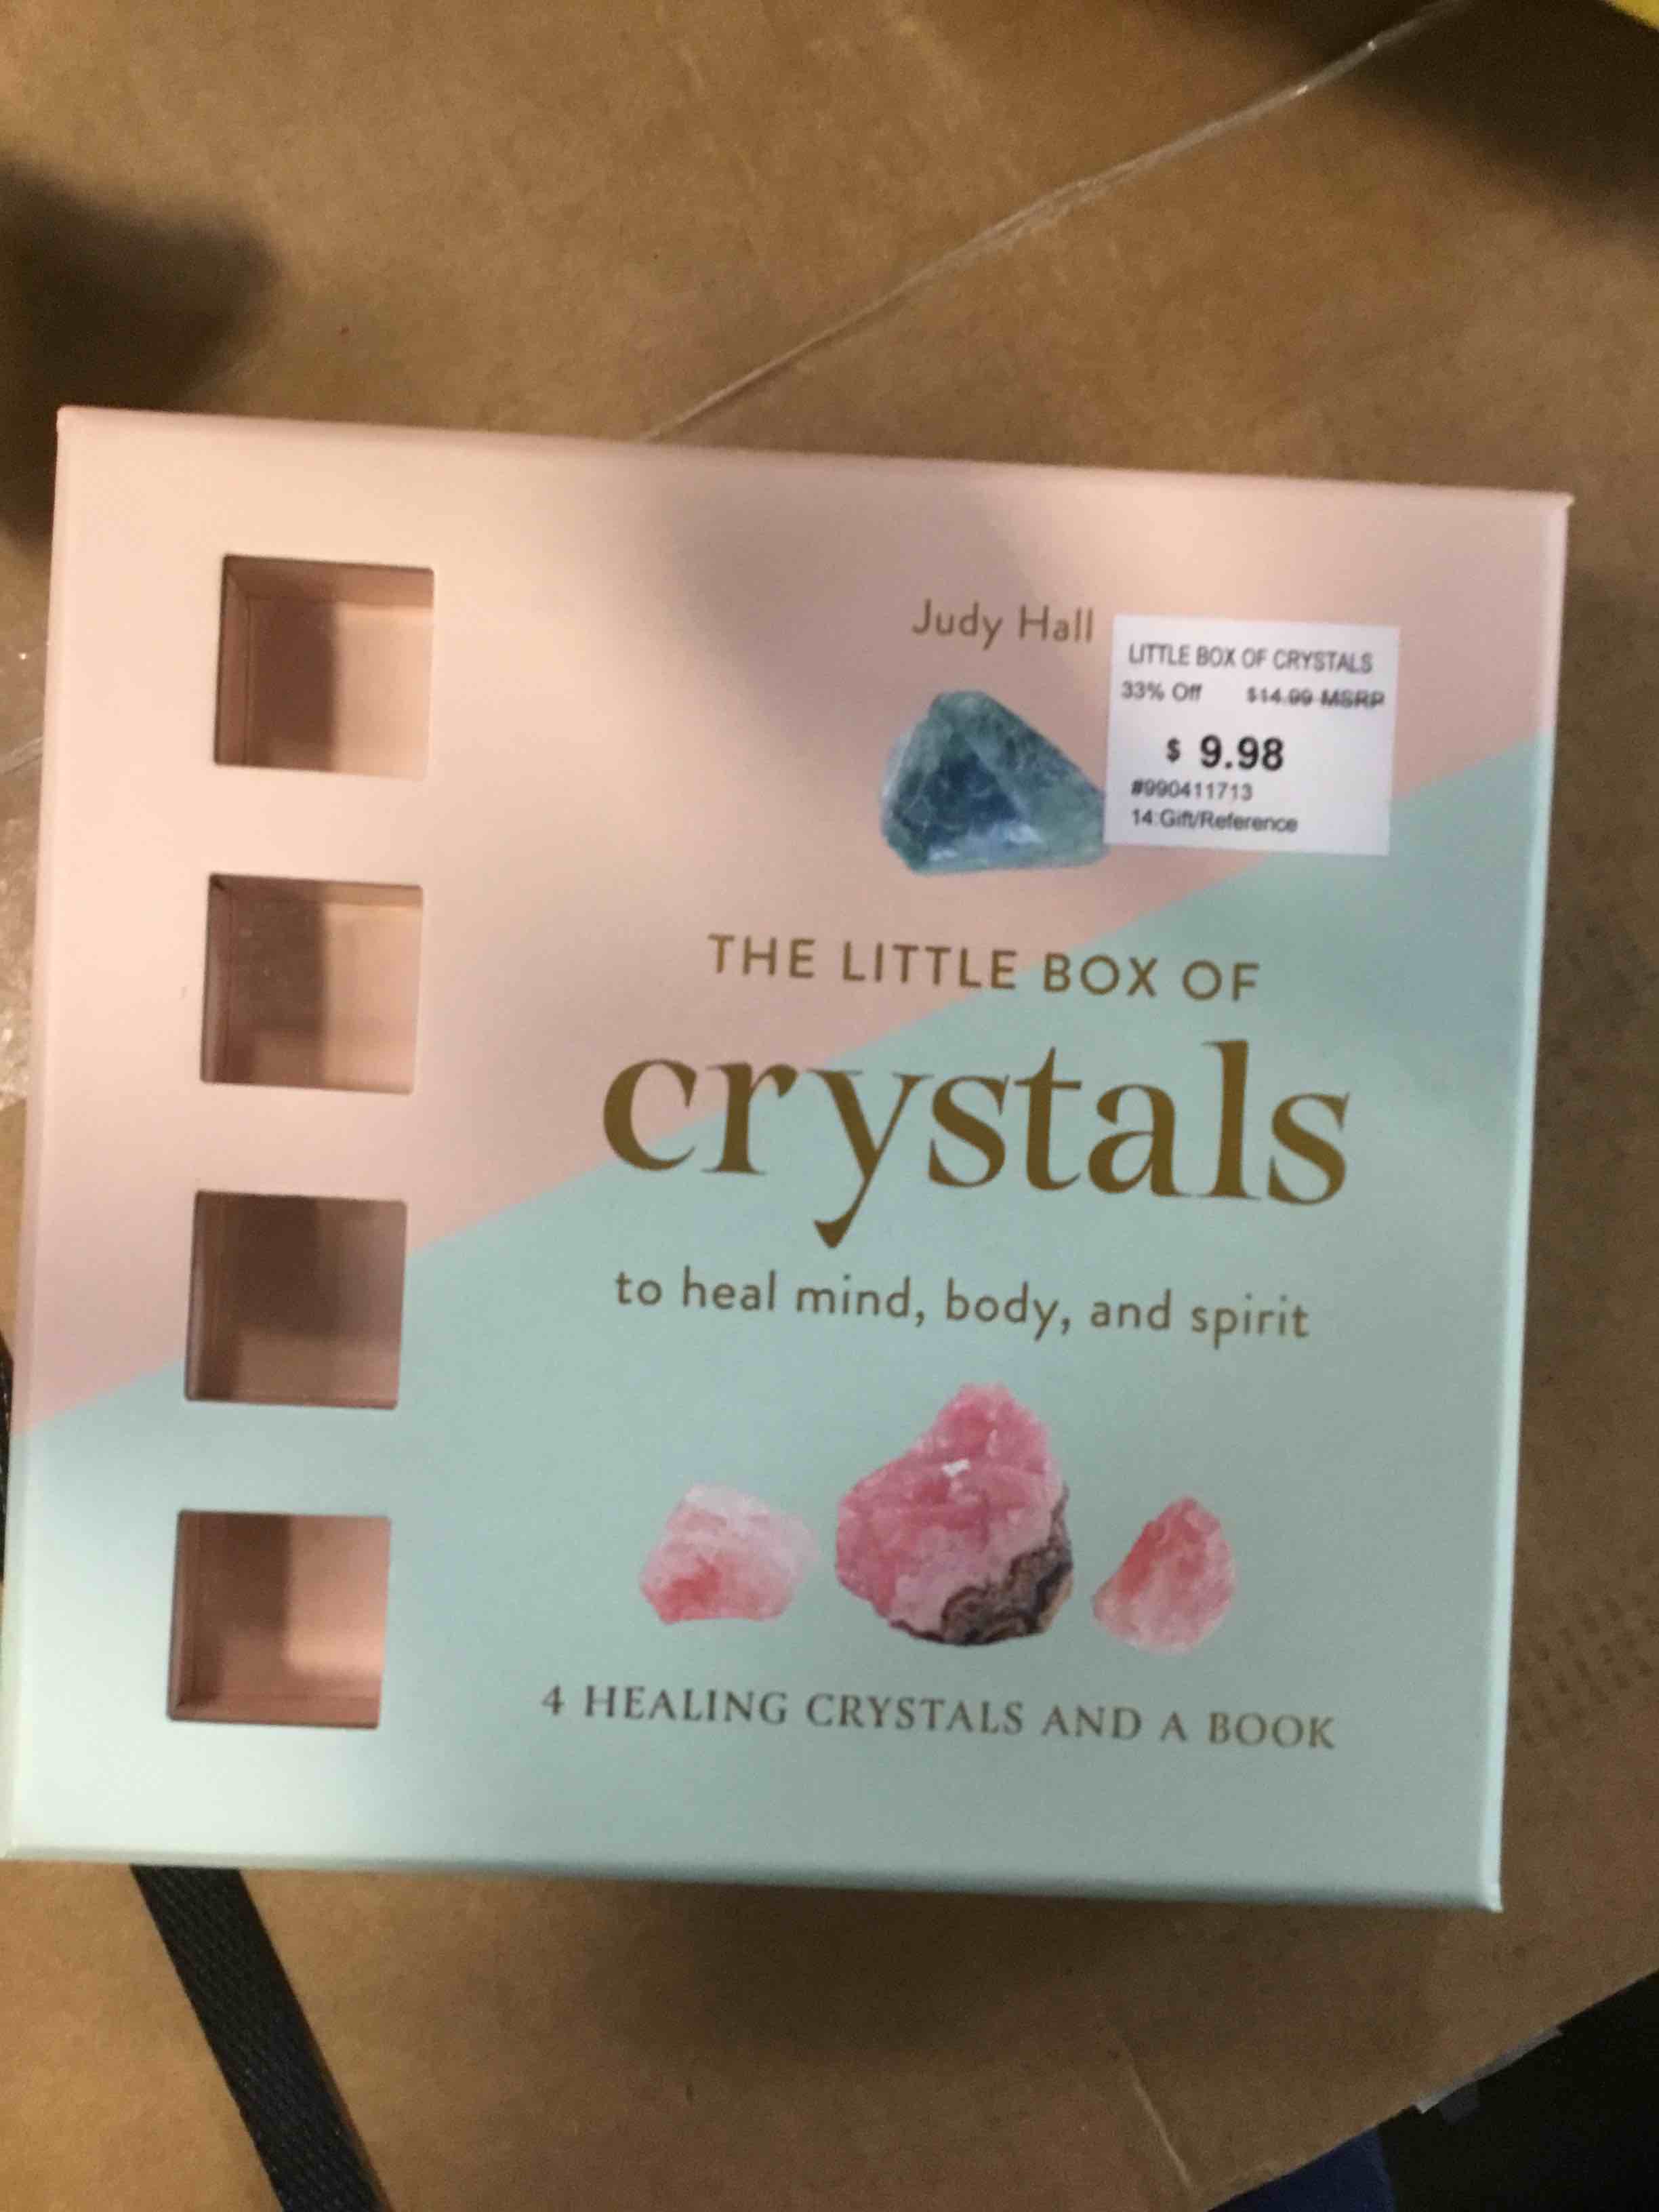 Judy Hall
LITTLE BOX OF CRYSTALS
33% Off $14.99 MSRP
$ 9.98
#990411713
14:Gift/Reference
THE LITTLE BOX OF
crystals
to heal mind, body, and spirit
4 HEALING CRYSTALS AND A BOOK